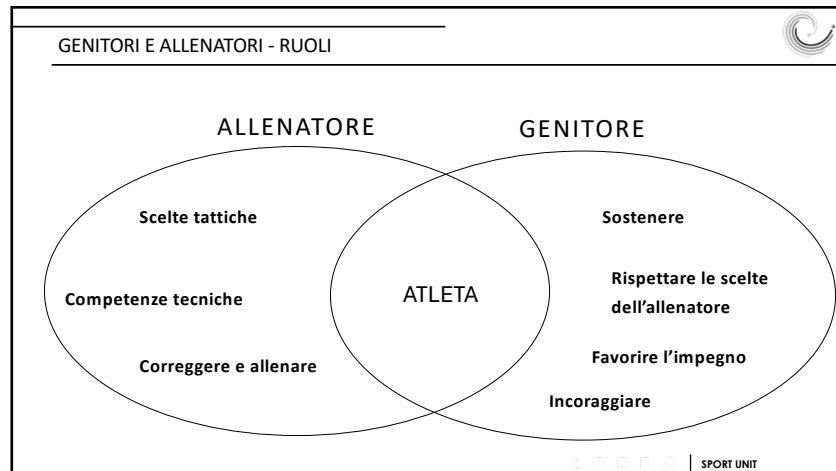 GENITORI E ALLENATORI - RUOLI
ALLENATORE
GENITORE
Scelte tattiche
Competenze tecniche
Correggere e allenare
ATLETA
Sostenere
Rispettare le scelte
dell’allenatore
Favorire l’impegno
Incoraggiare
OPERA
SPORT UNIT